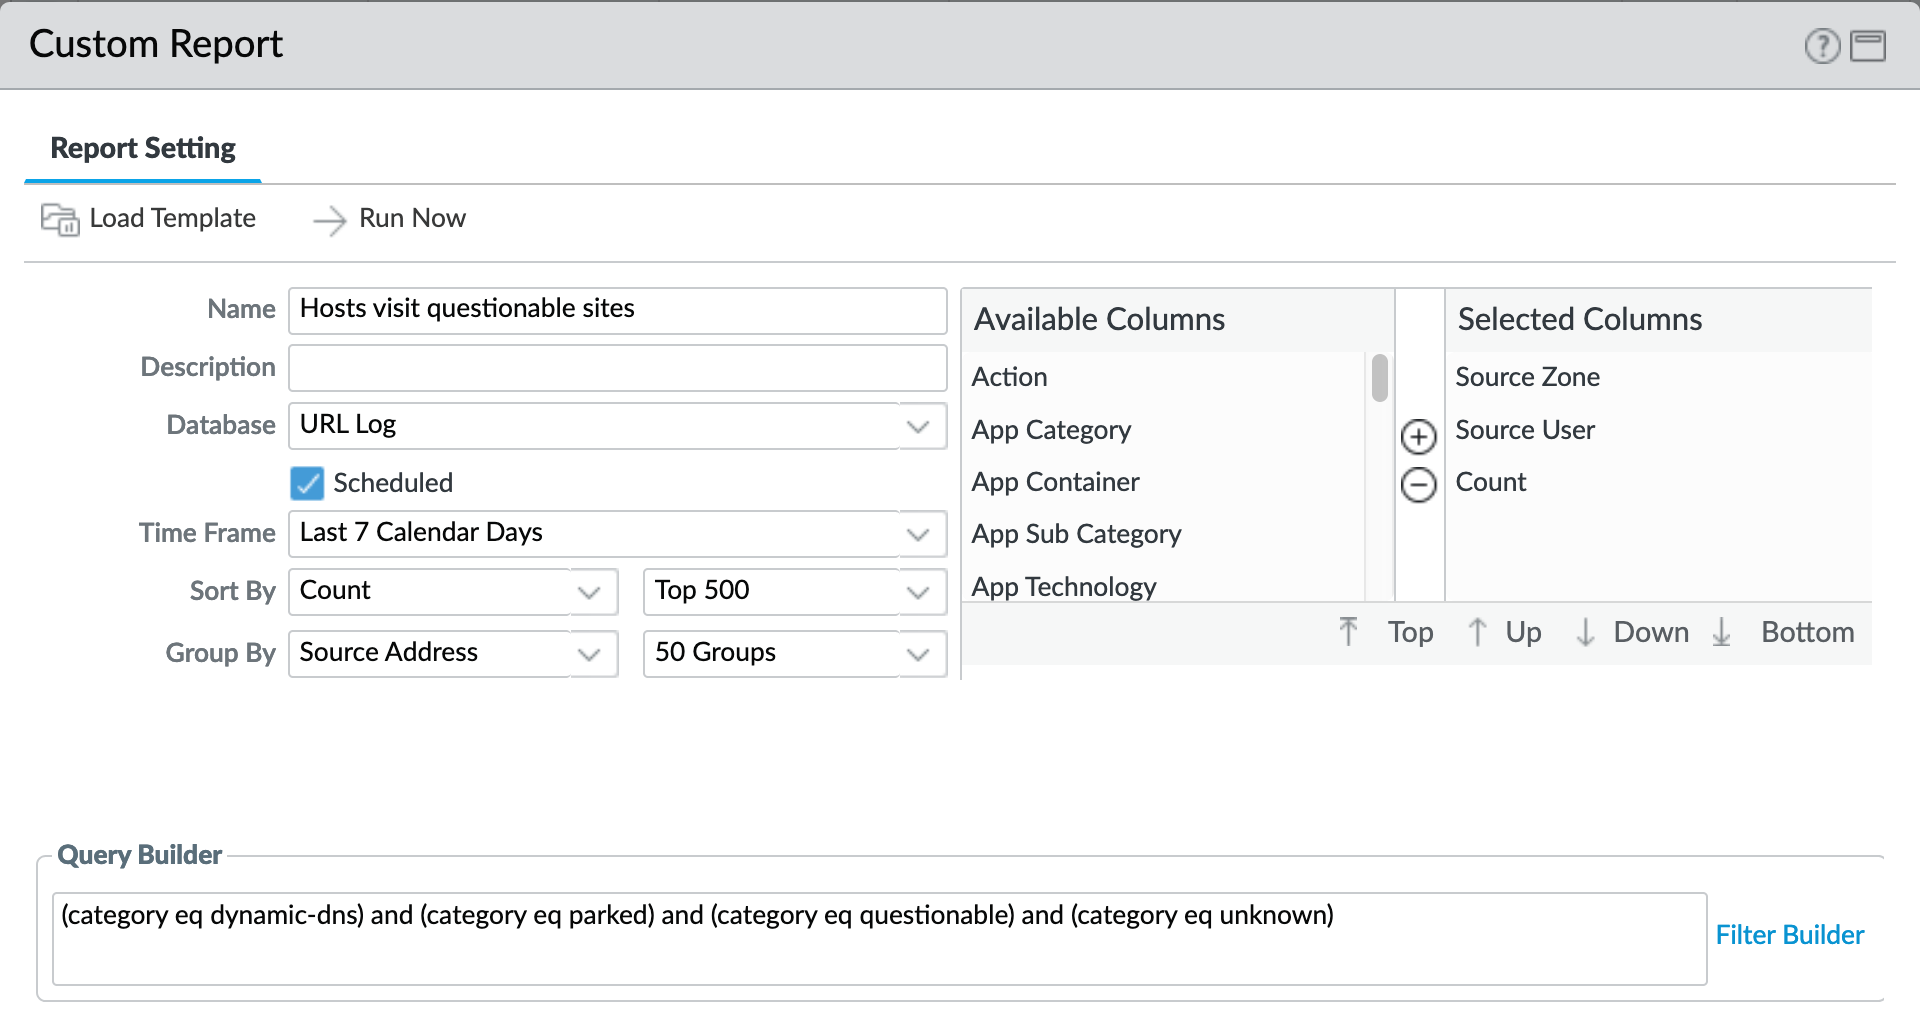 Custom Report
Report Setting
Load Template
Run Now
Name
Hosts visit questionable sites
Description
Database
URL Log
Scheduled
Time Frame
Last 7 Calendar Days
Sort By
Count
Top 500
Group By
Source Address
50 Groups
Available Columns
Action
App Category
App Container
App Sub Category
App Technology
Selected Columns
Source Zone
Source User
Count
Top
Up
Down
Bottom
Query Builder
(category eq dynamic-dns) and (category eq parked) and (category eq questionable) and (category eq unknown)
Filter Builder